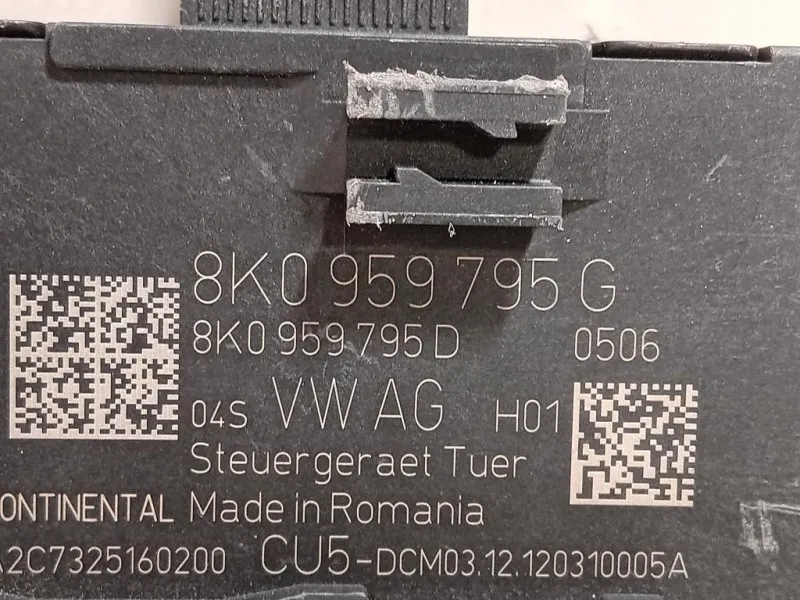 8K0 959 795 G
8K0 959 795 D 0506
04S VW AG H01
Steuergeraet Tuer
ONTINENTAL Made in Romania
A2C7325160200 CU5-DCM03.12.120310005A